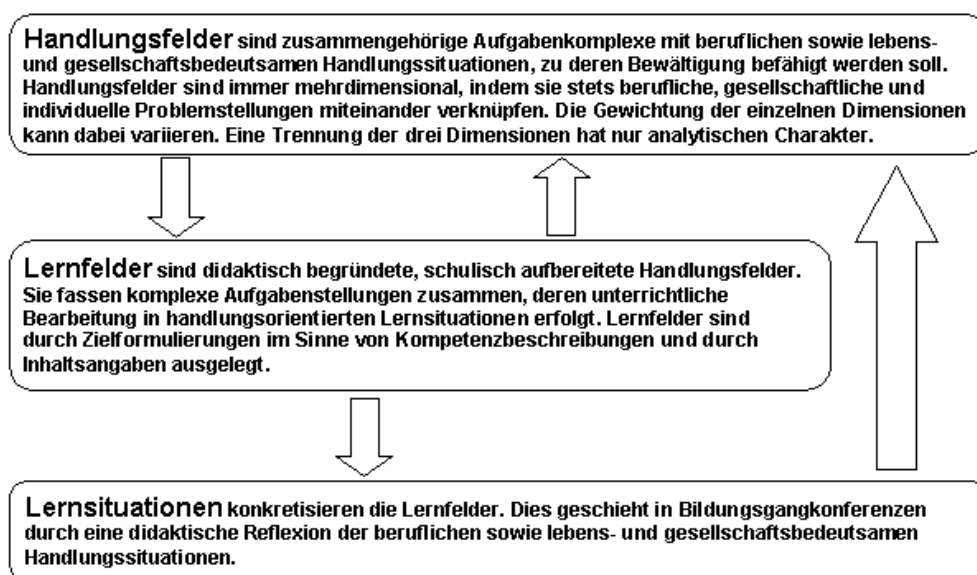 Handlungsfelder sind zusammengehörige Aufgabenkomplexe mit beruflichen sowie lebens-
und gesellschaftsbedeutsamen Handlungssituationen, zu deren Bewältigung befähigt werden soll.
Handlungsfelder sind immer mehrdimensional, indem sie stets berufliche, gesellschaftliche und
individuelle Problemstellungen miteinander verknüpfen. Die Gewichtung der einzelnen Dimensionen
kann dabei variieren. Eine Trennung der drei Dimensionen hat nur analytischen Charakter.
Lernfelder sind didaktisch begründete, schulisch aufbereitete Handlungsfelder.
Sie fassen komplexe Aufgabenstellungen zusammen, deren unterrichtliche
Bearbeitung in handlungsorientierten Lernsituationen erfolgt. Lernfelder sind
durch Zielformulierungen im Sinne von Kompetenzbeschreibungen und durch
Inhaltsangaben ausgelegt.
Lernsituationen konkretisieren die Lernfelder. Dies geschieht in Bildungsgangkonferenzen
durch eine didaktische Reflexion der beruflichen sowie lebens- und gesellschaftsbedeutsamen
Handlungssituationen.